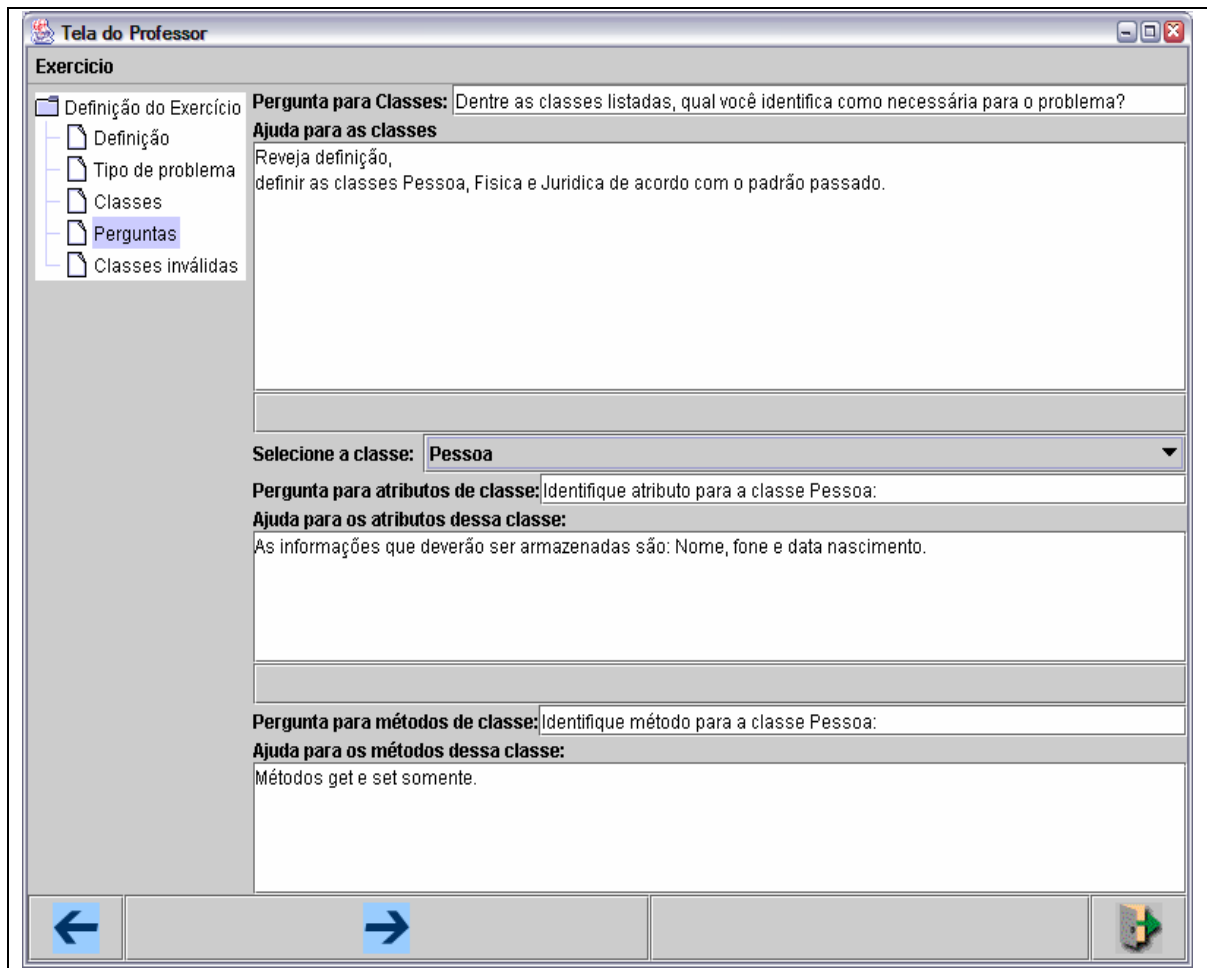 Tela do Professor
Exercicio
Definição do Exercício
Definição
Tipo de problema
Classes
Perguntas
Classes inválidas
Pergunta para Classes: Dentre as classes listadas, qual você identifica como necessária para o problema?
Ajuda para as classes
Reveja definição,
definir as classes Pessoa, Fisica e Juridica de acordo com o padrão passado.
Selecione a classe: Pessoa
Pergunta para atributos de classe: Identifique atributo para a classe Pessoa:
Ajuda para os atributos dessa classe:
As informações que deverão ser armazenadas são: Nome, fone e data nascimento.
Pergunta para métodos de classe: Identifique método para a classe Pessoa:
Ajuda para os métodos dessa classe:
Métodos get e set somente.